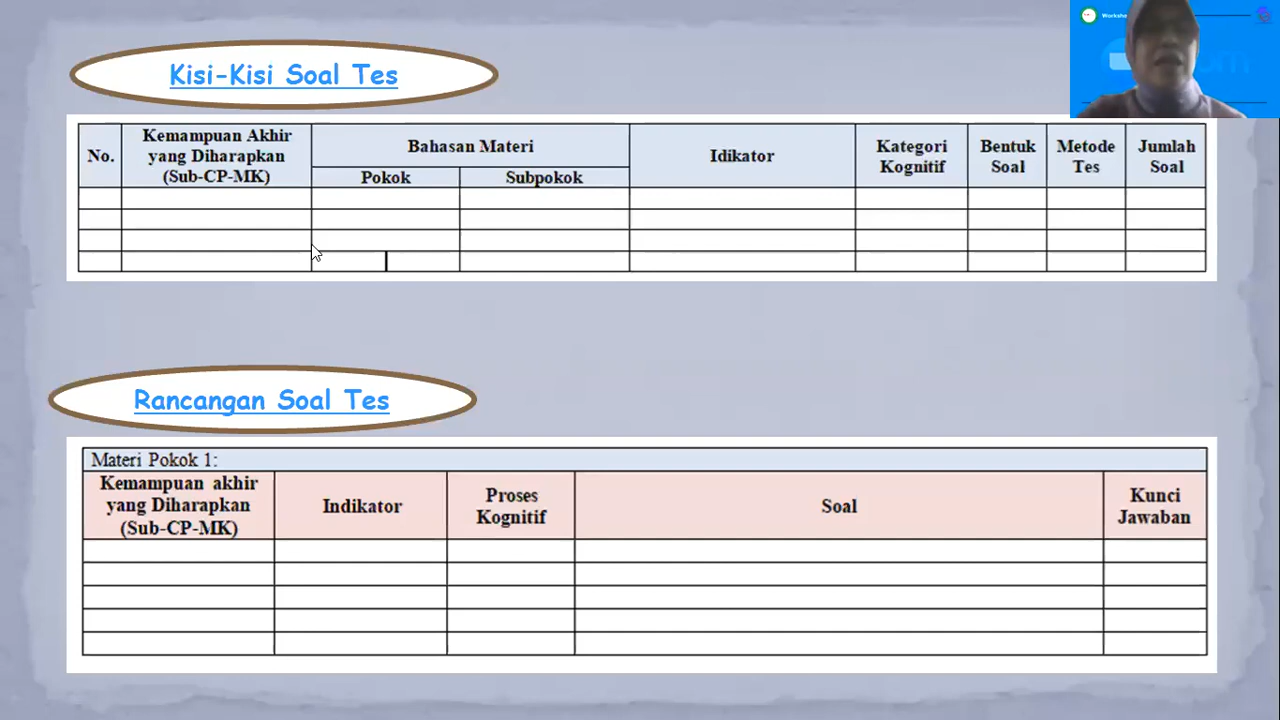 Kisi-Kisi Soal Tes
No.
Kemampuan Akhir
yang Diharapkan
(Sub-CP-MK)
Bahasan Materi
Pokok
Subpokok
Idikator
Kategori
Kognitif
Bentuk
Soal
Metode
Tes
Jumlah
Soal
Rancangan Soal Tes
Materi Pokok 1:
Kemampuan akhir
yang Diharapkan
(Sub-CP-MK)
Indikator
Proses
Kognitif
Soal
Kunci
Jawaban